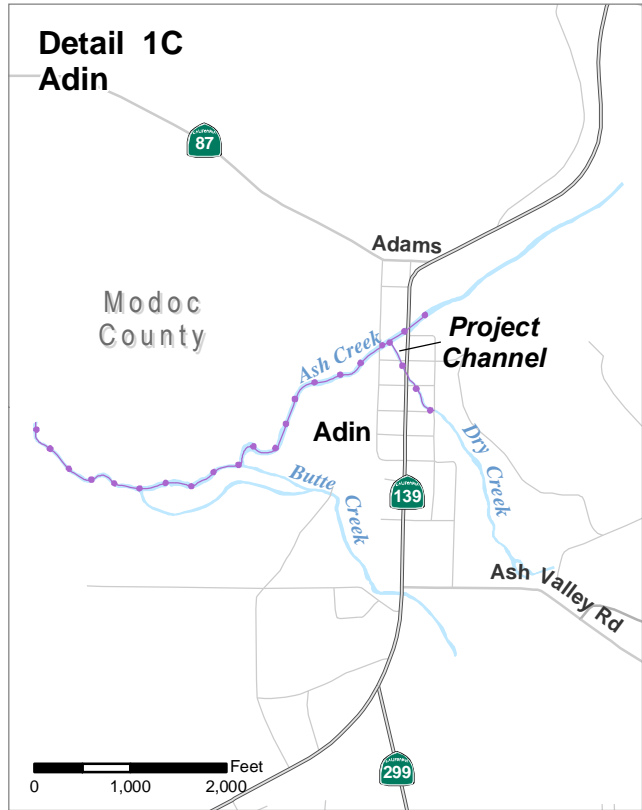 Detail 1C
Adin
87
Adams
Modoc
County
Project
Channel
Ash Creek
Adin
Dry Creek
Butte Creek
139
Ash Valley Rd
Feet
0 1,000 2,000
299